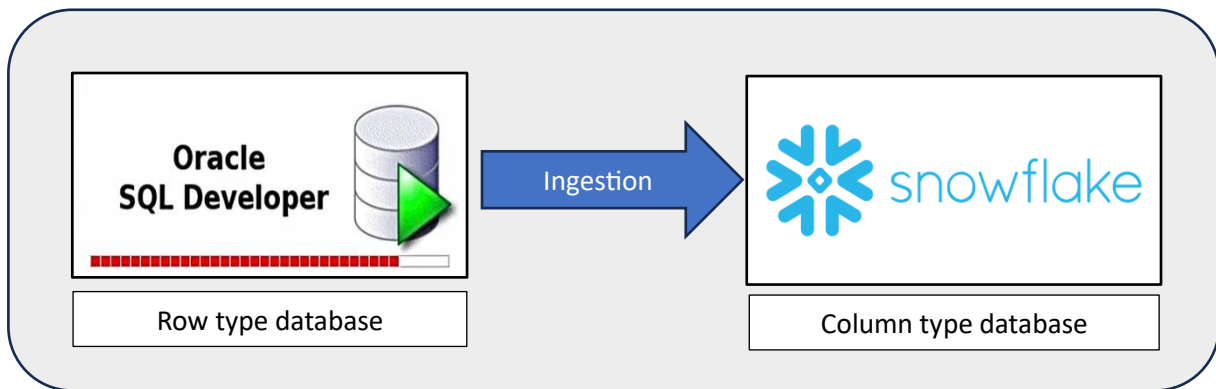 Oracle
SQL Developer
Ingestion
snowflake
Row type database
Column type database